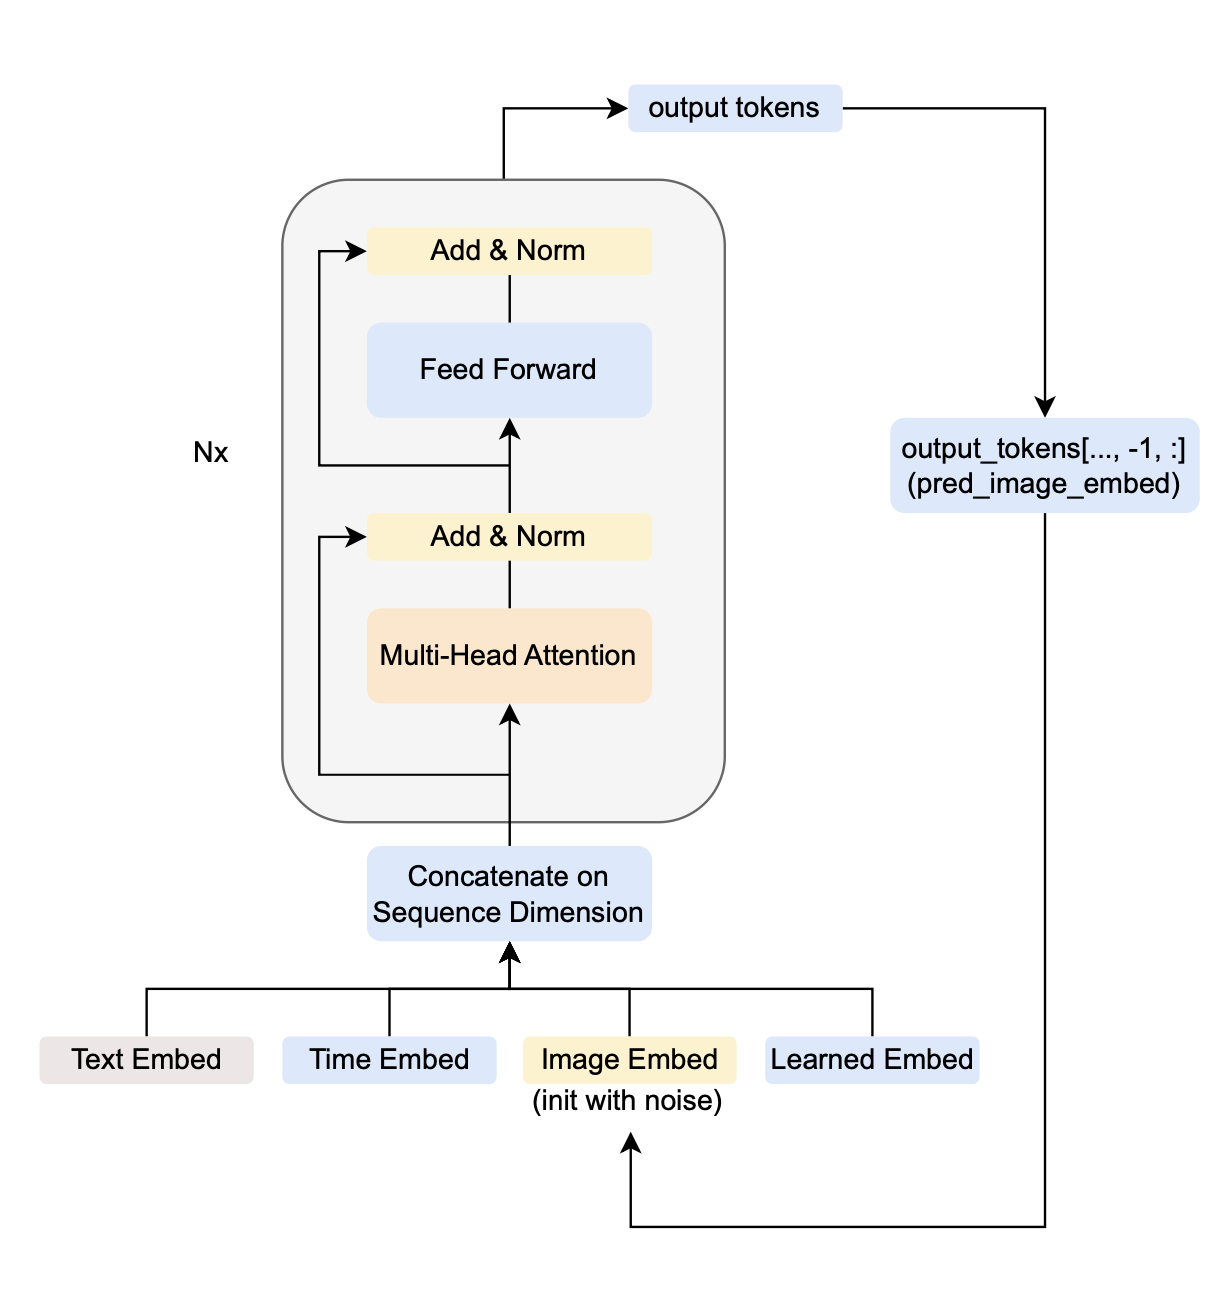 output tokens
Add & Norm
Feed Forward
Nx
output_tokens[..., -1, :]
(pred_image_embed)
Add & Norm
Multi-Head Attention
Concatenate on
Sequence Dimension
Text Embed
Time Embed
Image Embed
(init with noise)
Learned Embed